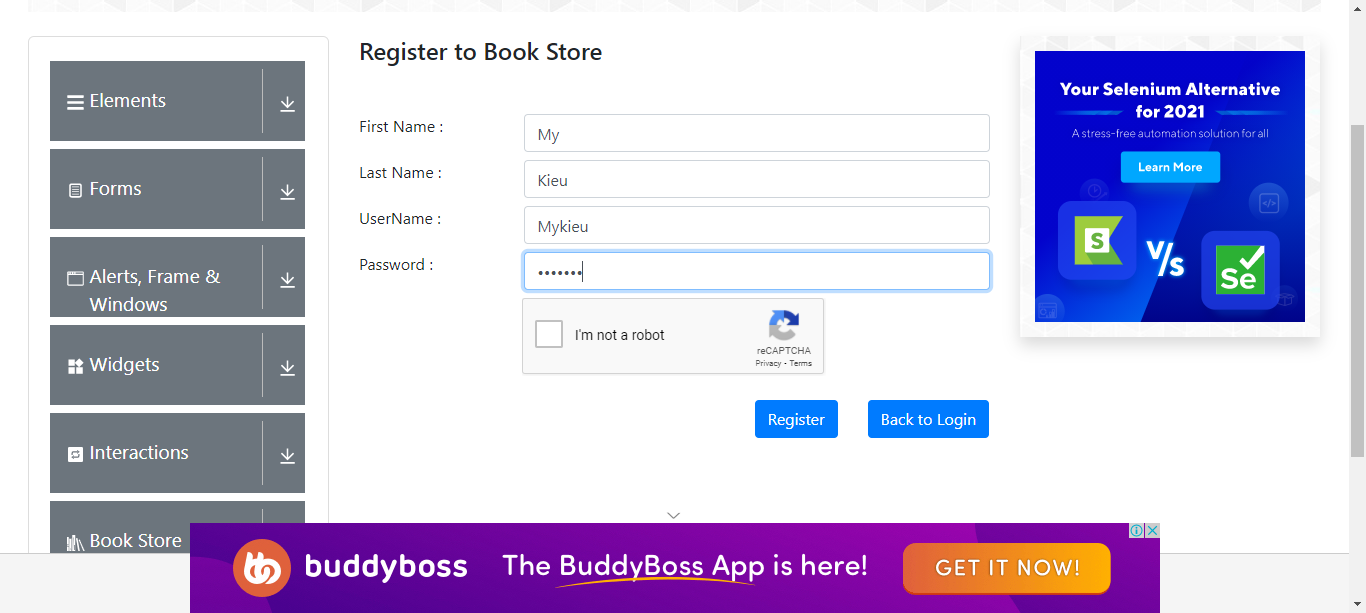 Register to Book Store
Elements
Forms
Alerts, Frame &
Windows
Widgets
Interactions
Book Store
First Name :
My
Last Name :
Kieu
UserName :
Mykieu
Password :
•••••••
I'm not a robot
reCAPTCHA
Privacy - Terms
Register
Back to Login
Your Selenium Alternative
for 2021
A stress-free automation solution for all
Learn More
S
V/s
Se
buddyboss
The BuddyBoss App is here!
GET IT NOW!